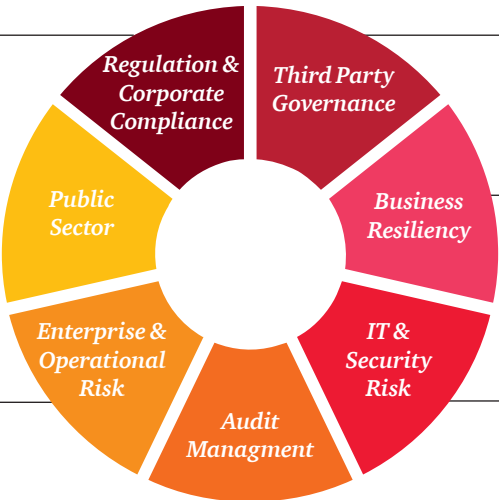 Regulation &
Corporate
Compliance
Third Party
Governance
Business
Resiliency
IT &
Security
Risk
Audit
Managment
Enterprise &
Operational
Risk
Public
Sector